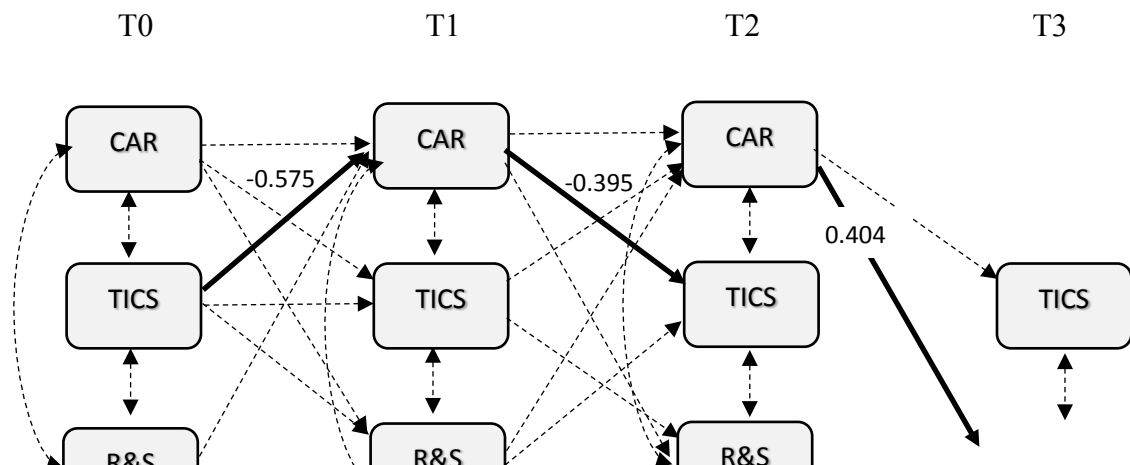 T0 T1 T2 T3
CAR CAR CAR
-0.575 -0.395
0.404
TICS TICS TICS TICS
R&S R&S R&S